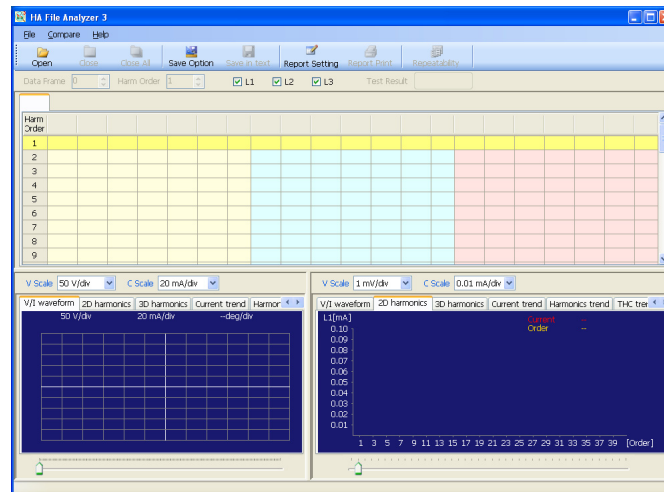 HA File Analyzer 3
File Compare Help
Open Close Close All Save Option Save in text Report Setting Report Print Repeatability
Data Frame 0 Harm Order 1 L1 L2 L3 Test Result
Harm
Order
1
2
3
4
5
6
7
8
9
V Scale 50 V/div C Scale 20 mA/div
V/I waveform 2D harmonics 3D harmonics Current trend Harmor
50 V/div 20 mA/div --deg/div
V Scale 1 mV/div C Scale 0.01 mA/div
V/I waveform 2D harmonics 3D harmonics Current trend Harmonics trend THC trer
L1[mA] Current --
Order --
0.10
0.09
0.08
0.07
0.06
0.05
0.04
0.03
0.02
0.01
1 3 5 7 9 11 13 15 17 19 21 23 25 27 29 31 33 35 37 39 [Order]